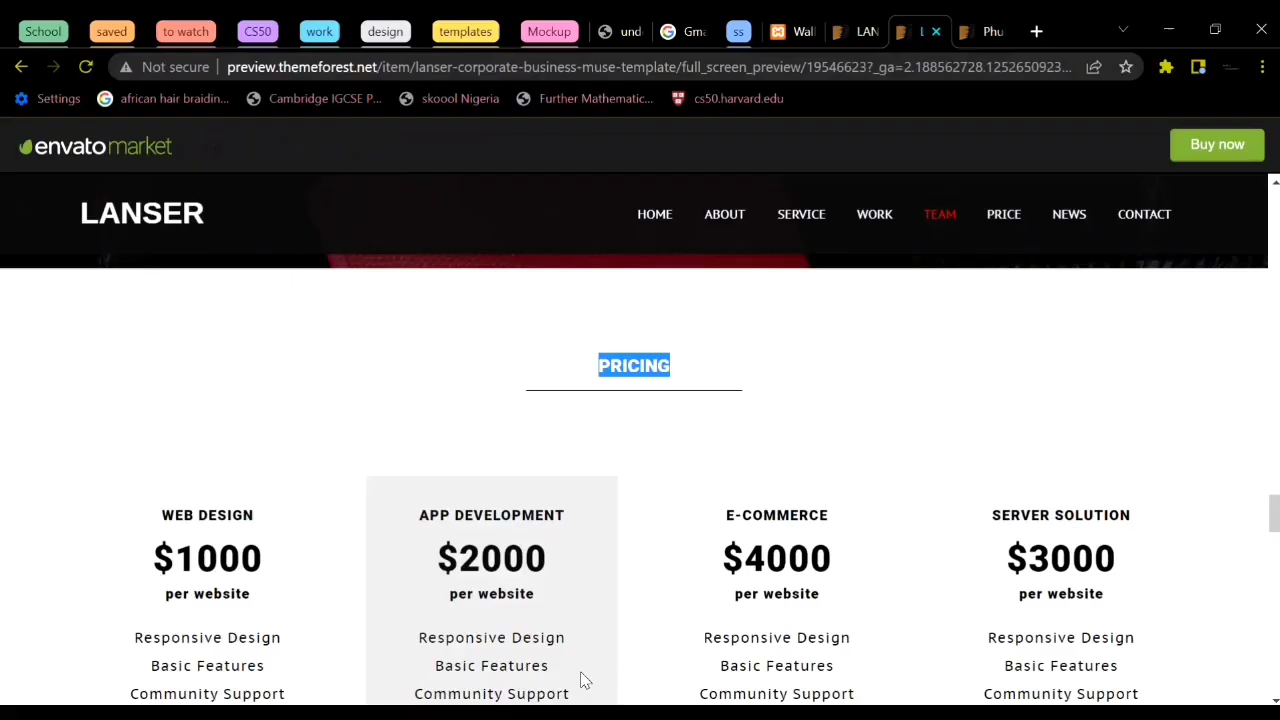 School saved to watch CS50 work design templates Mockup und Gma ss Wall LAN L Phu
Not secure preview.themeforest.net/item/lanser-corporate-business-muse-template/full_screen_preview/19546623?_ga=2.188562728.1252650923...
Settings african hair braidin... Cambridge IGCSE P... skoool Nigeria Further Mathematic... cs50.harvard.edu
envatomarket Buy now
LANSER HOME ABOUT SERVICE WORK TEAM PRICE NEWS CONTACT
PRICING
WEB DESIGN APP DEVELOPMENT E-COMMERCE SERVER SOLUTION
$1000 $2000 $4000 $3000
per website per website per website per website
Responsive Design Responsive Design Responsive Design Responsive Design
Basic Features Basic Features Basic Features Basic Features
Community Support Community Support Community Support Community Support